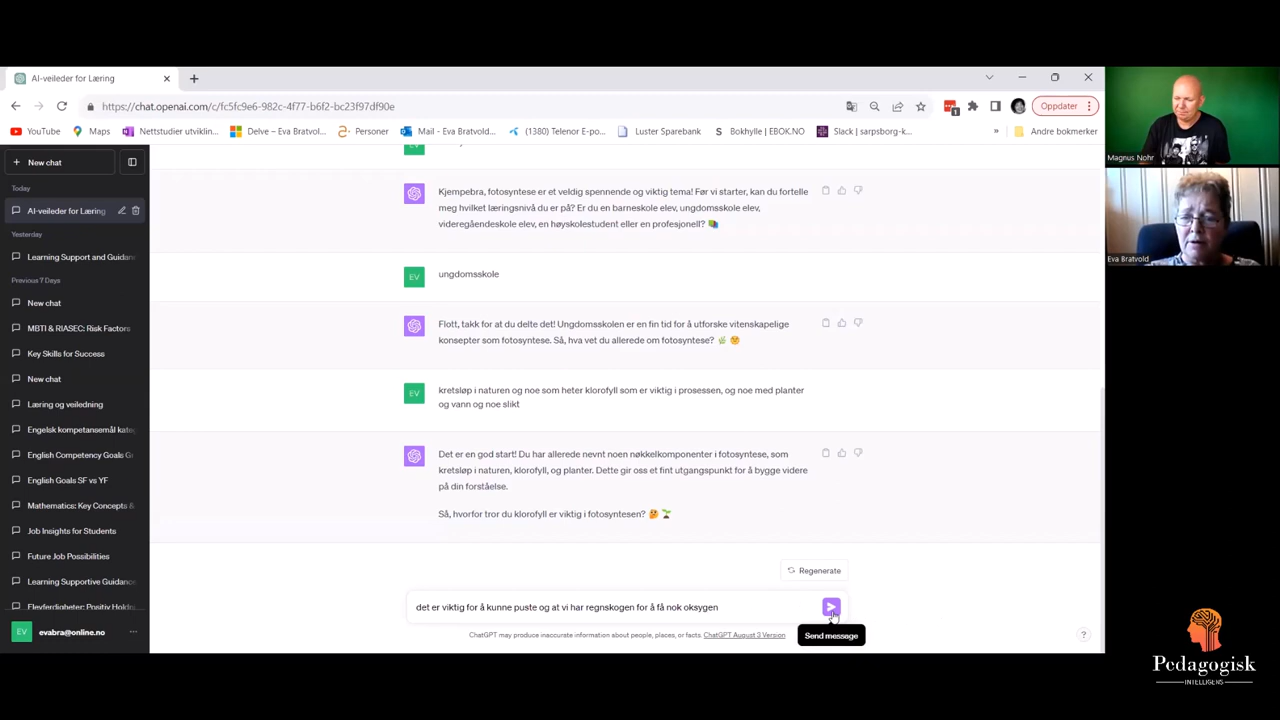 AI-veileder for Læring
https://chat.openai.com/c/fc5fc9e6-982c-4f77-b6f2-bc23f97df90e
Oppdater
YouTube
Maps
Nettstudier utviklin...
Delve – Eva Bratvol...
Personer
Mail - Eva Bratvold...
(1380) Telenor E-po...
Luster Sparebank
Bokhylle | EBOK.NO
Slack | sarpsborg-k...
»
Andre bokmerker
New chat
Today
AI-veileder for Læring
Yesterday
Learning Support and Guidanc
Previous 7 Days
New chat
MBTI & RIASEC: Risk Factors
Key Skills for Success
New chat
Læring og veiledning
Engelsk kompetansemål kate
English Competency Goals Gr
English Goals SF vs YF
Mathematics: Key Concepts &
Job Insights for Students
Future Job Possibilities
Learning Supportive Guidance
Elevferdigheter: Positiv Holdn
EV
evabra@online.no
Kjempebra, fotosyntese er et veldig spennende og viktig tema! Før vi starter, kan du fortelle
meg hvilket læringsnivå du er på? Er du en barneskole elev, ungdomsskole elev,
videregåendeskole elev, en høyskolestudent eller en profesjonell? 📚
EV
ungdomsskole
Flott, takk for at du delte det! Ungdomsskolen er en fin tid for å utforske vitenskapelige
konsepter som fotosyntese. Så, hva vet du allerede om fotosyntese? 🌿 🌞
EV
kretsløp i naturen og noe som heter klorofyll som er viktig i prosessen, og noe med planter
og vann og noe slikt
Det er en god start! Du har allerede nevnt noen nøkkelkomponenter i fotosyntese, som
kretsløp i naturen, klorofyll, og planter. Dette gir oss et fint utgangspunkt for å bygge videre
på din forståelse.
Så, hvorfor tror du klorofyll er viktig i fotosyntesen? 🤔 🌱
Regenerate
det er viktig for å kunne puste og at vi har regnskogen for å få nok oksygen
ChatGPT may produce inaccurate information about people, places, or facts. ChatGPT August 3 Version
Send message
?
Magnus Nohr
Eva Bratvold
Pedagogisk
INTELLIGENS